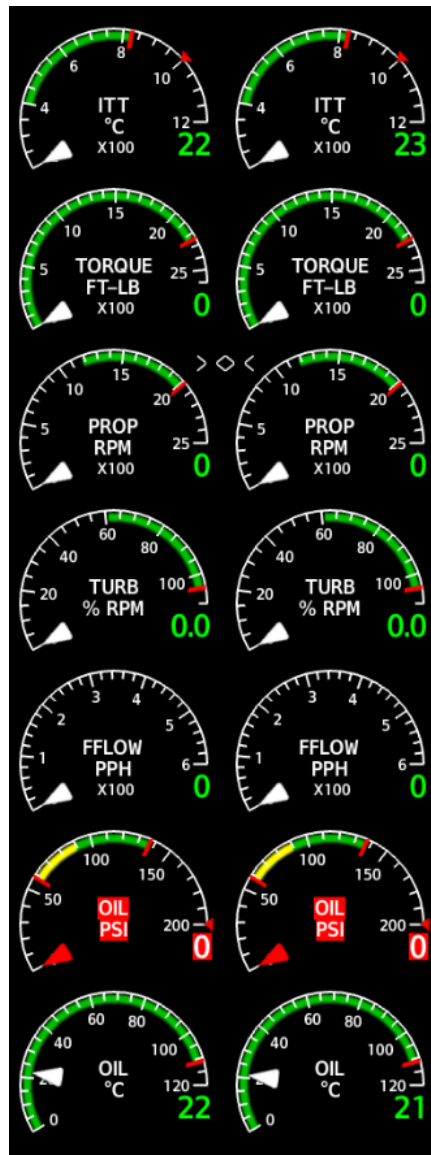 8
6
10
4
ITT
°C
X100
12
22
8
6
10
4
ITT
°C
X100
12
23
15
10
20
5
TORQUE
25
FT–LB
X100
0
15
10
20
5
TORQUE
25
FT–LB
X100
0
> ◇ <
15
10
20
5
PROP
RPM
25
X100
0
15
10
20
5
PROP
RPM
25
X100
0
60
40
80
20
100
TURB
% RPM
0.0
60
40
80
20
100
TURB
% RPM
0.0
3
4
2
5
1
FFLOW
PPH
6
X100
0
3
4
2
5
1
FFLOW
PPH
6
X100
0
100
150
50
OIL
PSI
200
0
100
150
50
OIL
PSI
200
0
60
80
40
100
OIL
°C
120
0
22
60
80
40
100
OIL
°C
120
0
21